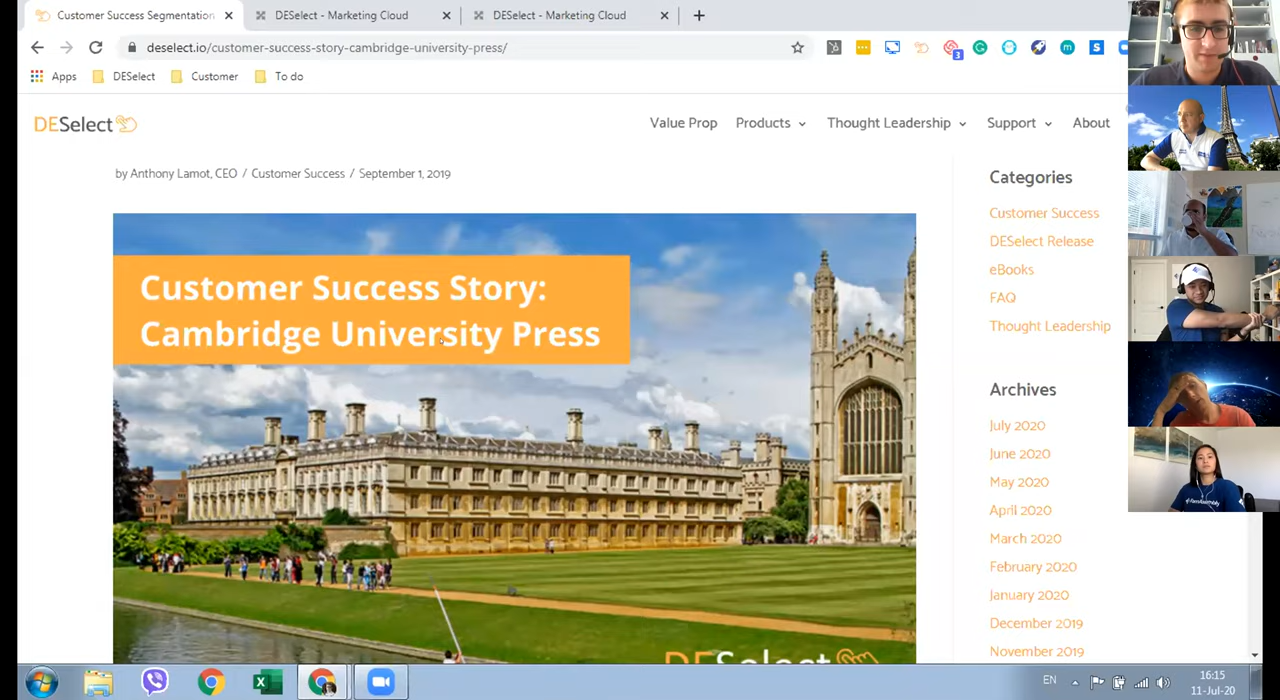 Customer Success Segmentation
DESelect - Marketing Cloud
DESelect - Marketing Cloud
deselect.io/customer-success-story-cambridge-university-press/
3
Apps
DESelect
Customer
To do
DESelect
Value Prop
Products
Thought Leadership
Support
About
by Anthony Lamot, CEO / Customer Success / September 1, 2019
Customer Success Story:
Cambridge University Press
DESelect
Categories
Customer Success
DESelect Release
eBooks
FAQ
Thought Leadership
Archives
July 2020
June 2020
May 2020
April 2020
March 2020
February 2020
January 2020
December 2019
November 2019
EN
16:15
11-Jul-20